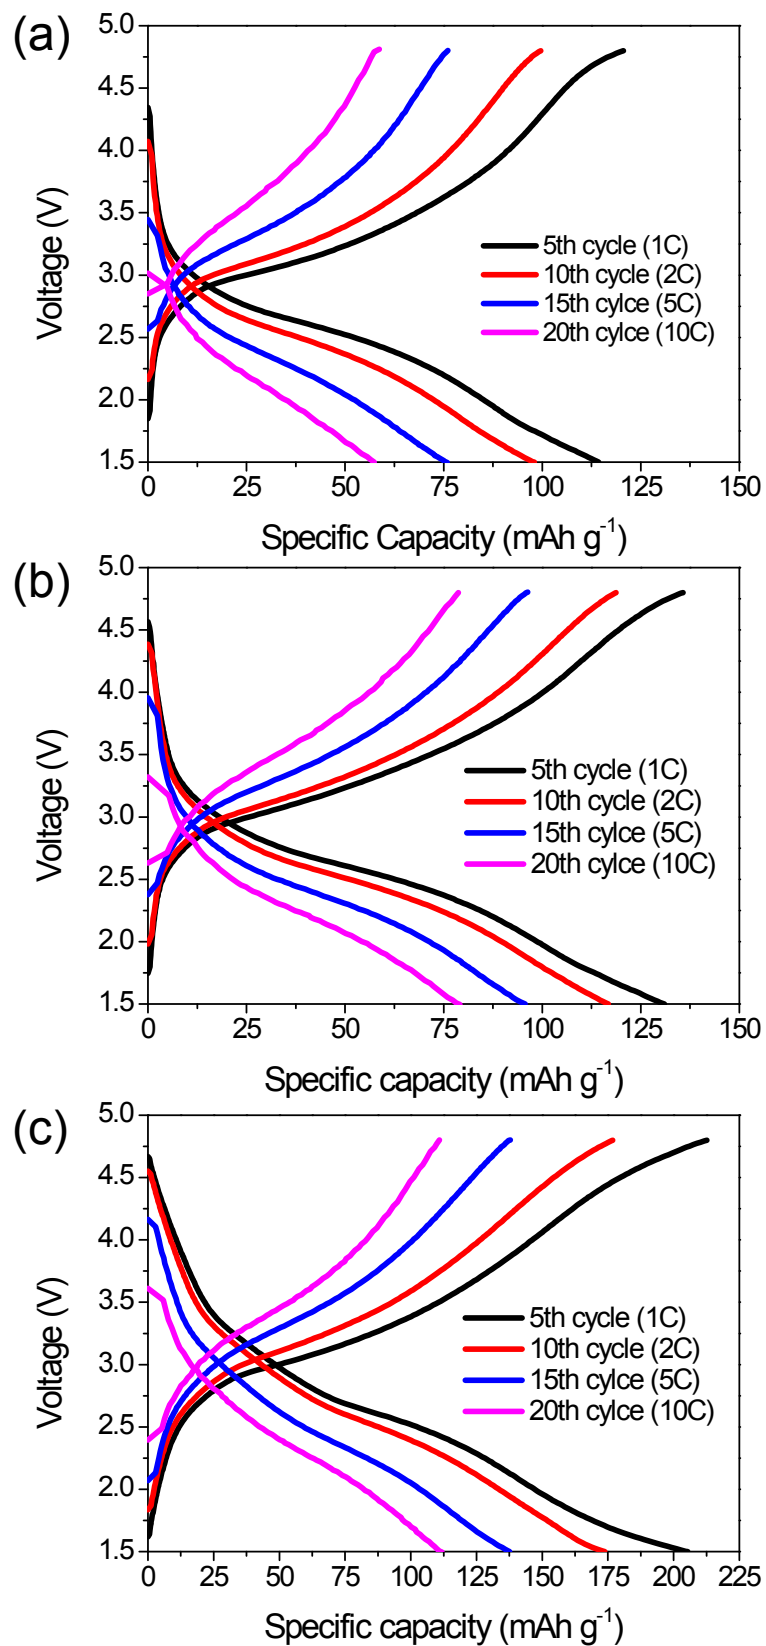 (a)
5.0
4.5
4.0
3.5
3.0
2.5
2.0
1.5
Voltage (V)
5th cycle (1C)
10th cycle (2C)
15th cylce (5C)
20th cylce (10C)
0 25 50 75 100 125 150
Specific Capacity (mAh g⁻¹)
(b)
5.0
4.5
4.0
3.5
3.0
2.5
2.0
1.5
Voltage (V)
5th cycle (1C)
10th cycle (2C)
15th cylce (5C)
20th cylce (10C)
0 25 50 75 100 125 150
Specific capacity (mAh g⁻¹)
(c)
5.0
4.5
4.0
3.5
3.0
2.5
2.0
1.5
Voltage (V)
5th cycle (1C)
10th cycle (2C)
15th cylce (5C)
20th cylce (10C)
0 25 50 75 100 125 150 175 200 225
Specific capacity (mAh g⁻¹)